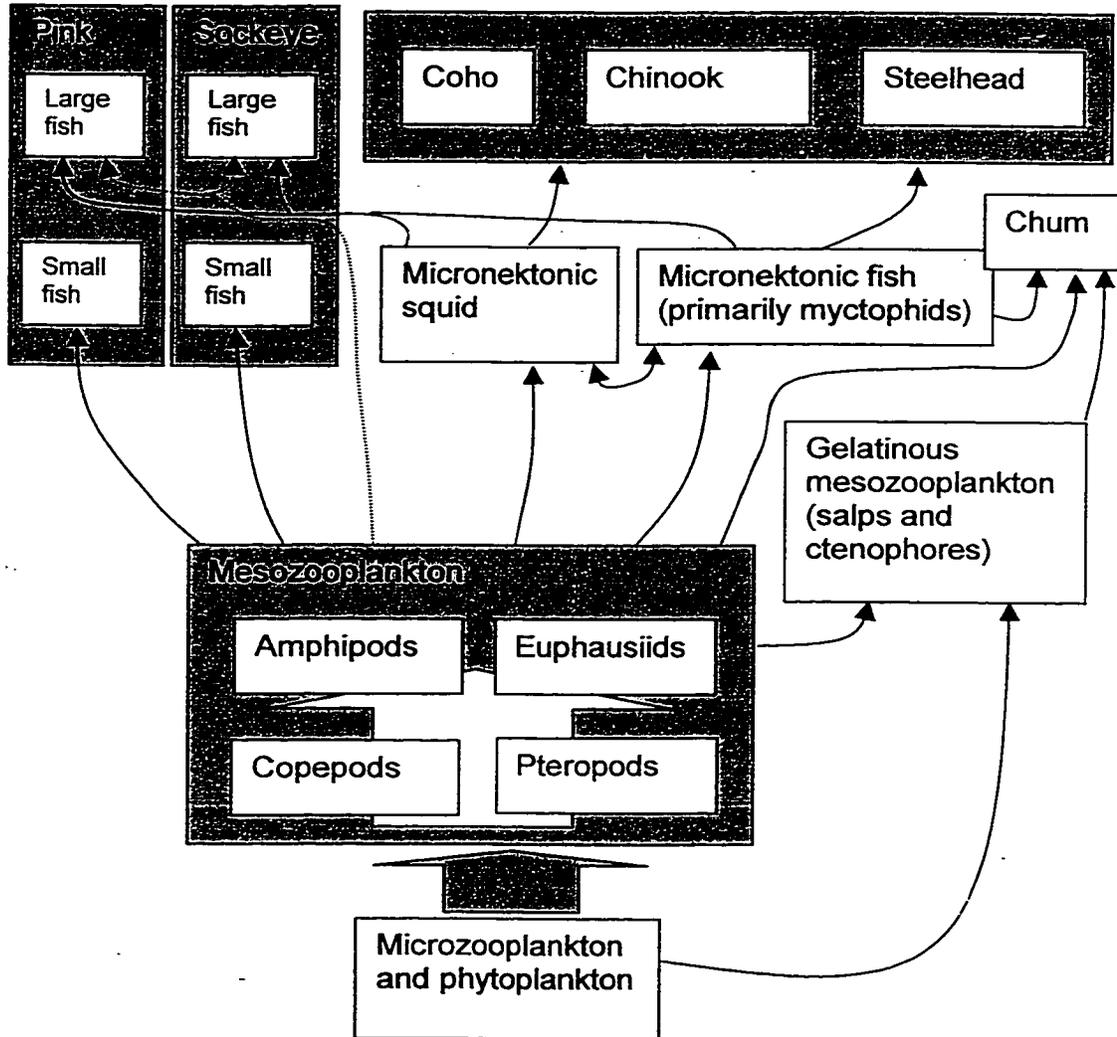 Pink
Large
fish
Small
fish
Sockeye
Large
fish
Small
fish
Coho
Chinook
Steelhead
Chum
Micronektonic
squid
Micronektonic fish
(primarily myctophids)
Gelatinous
mesozooplankton
(salps and
ctenophores)
Mesozooplankton
Amphipods
Euphausiids
Copepods
Pteropods
Microzooplankton
and phytoplankton